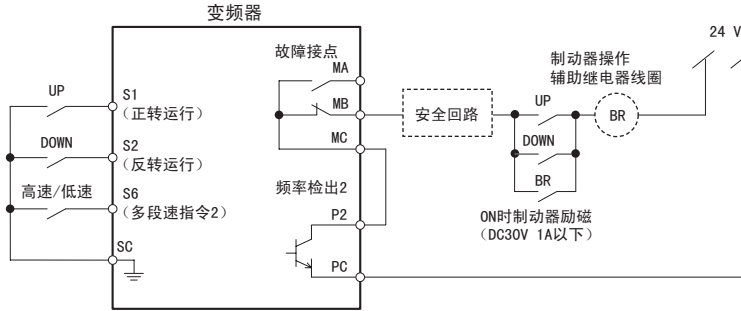 变频器
24 V
故障接点
MA
制动器操作
辅助继电器线圈
UP
S1
（正转运行）
MB
安全回路
UP
BR
DOWN
S2
（反转运行）
MC
DOWN
高速/低速
S6
（多段速指令2）
频率检出2
BR
P2
ON时制动器励磁
（DC30V 1A以下）
SC
PC